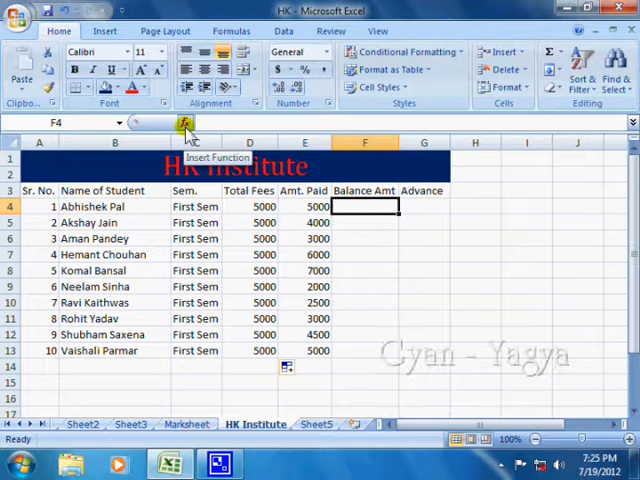 HK - Microsoft Excel
Home Insert Page Layout Formulas Data Review View
Calibri 11 General Conditional Formatting Insert
Paste B I U A A $ % , Format as Table Delete Sort & Find &
Cell Styles Format Filter Select
Clipboard Font Alignment Number Styles Cells Editing
F4 fx
Insert Function
A B C D E F G H I J
1 HK Institute
2
3 Sr. No. Name of Student Sem. Total Fees Amt. Paid Balance Amt Advance
4 1 Abhishek Pal First Sem 5000 5000
5 2 Akshay Jain First Sem 5000 4000
6 3 Aman Pandey First Sem 5000 3000
7 4 Hemant Chouhan First Sem 5000 6000
8 5 Komal Bansal First Sem 5000 7000
9 6 Neelam Sinha First Sem 5000 2000
10 7 Ravi Kaithwas First Sem 5000 2500
11 8 Rohit Yadav First Sem 5000 3000
12 9 Shubham Saxena First Sem 5000 4500
13 10 Vaishali Parmar First Sem 5000 5000
Gyan - Yagya
14
15
16
17
Sheet2 Sheet3 Marksheet HK Institute Sheet5
Ready 100%
7:25 PM
7/19/2012